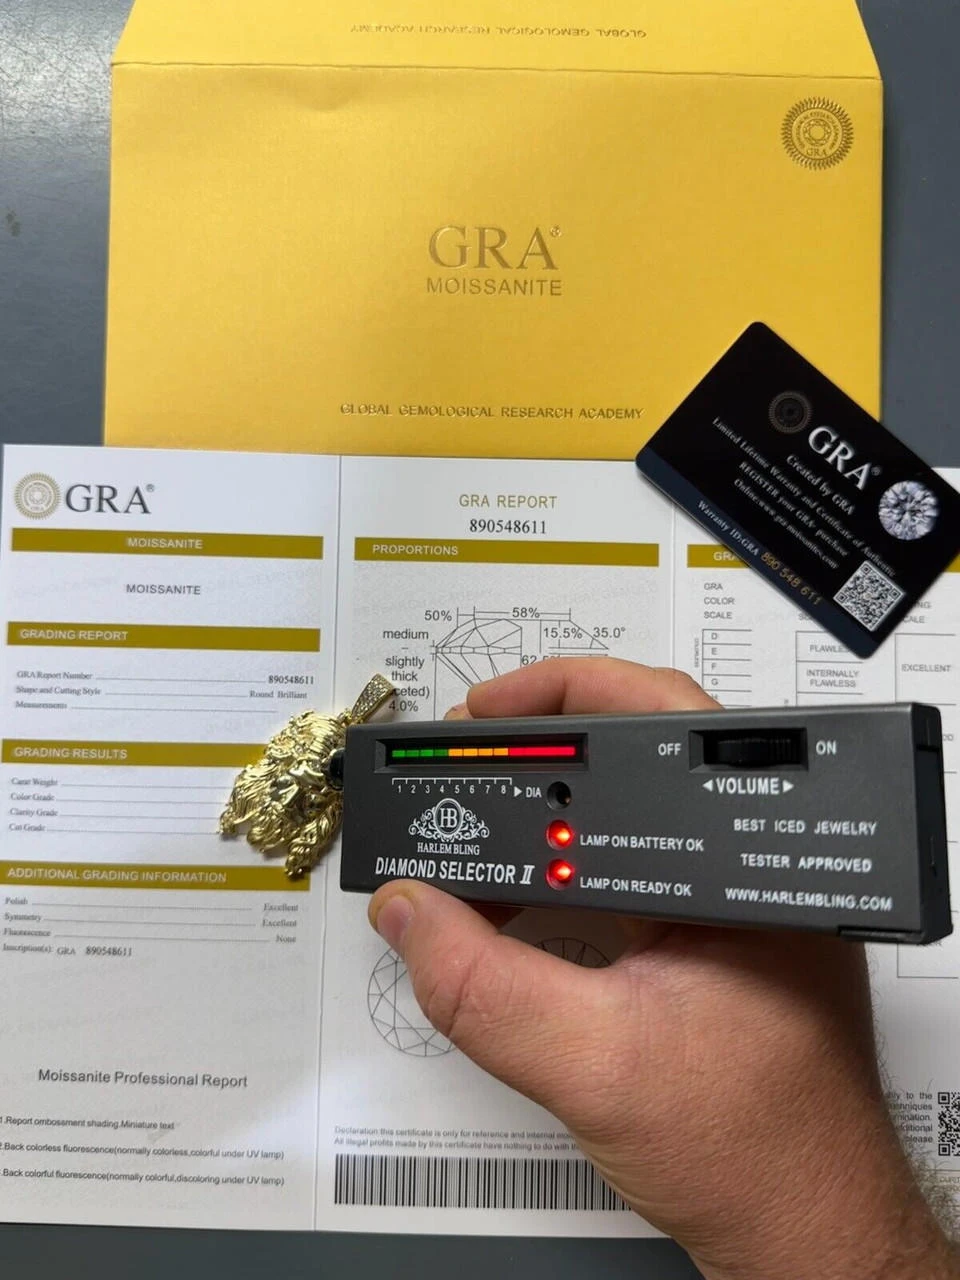 GLOBAL GEMOLOGICAL RESEARCH ACADEMY
GRA
GRA®
MOISSANITE
GLOBAL GEMOLOGICAL RESEARCH ACADEMY
GRA®
Created by GRA
Limited Lifetime Warranty and Certificate of Authentic
REGISTER your GRA- purchase
Warranty ID:GRA 890 548 611
GRA®
MOISSANITE
MOISSANITE
GRADING REPORT
GRA Report Number 890548611
Shape and Cutting Style Round Brilliant
Measurements
GRADING RESULTS
Carat Weight
Color Grade
Clarity Grade
Cut Grade
ADDITIONAL GRADING INFORMATION
Polish Excellent
Symmetry Excellent
Fluorescence None
Inscription(s): GRA 890548611
Moissanite Professional Report
1.Report ombossment shading.Miniature text
2.Back colorless fluorescence(normally colorless,colorful under UV lamp)
.Back colorful fluorescence(normally colorful,discoloring under UV lamp)
GRA REPORT
890548611
PROPORTIONS
50% 58%
medium
–
slightly
thick
4.0%
15.5% 35.0°
Declaration:this certificate is only for reference and internal
All illegal profits made by this certificate have nothing to do with
GRA
GRA
COLOR
SCALE
D
E
F
G
FLAWLE
INTERNALLY
FLAWLESS
EXCELLENT
OFF ON
◄VOLUME►
1 2 3 4 5 6 7 8 ► DIA
HB
HARLEM BLING
DIAMOND SELECTOR II
LAMP ON BATTERY OK
LAMP ON READY OK
BEST ICED JEWELRY
TESTER APPROVED
WWW.HARLEMBLING.COM
to the
please